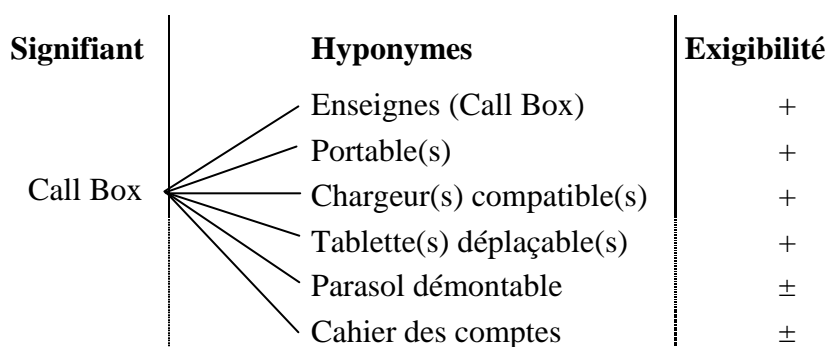 Signifiant Hyponymes Exigibilité
Enseignes (Call Box) +
Portable(s) +
Call Box Chargeur(s) compatible(s) +
Tablette(s) déplaçable(s) +
Parasol démontable ±
Cahier des comptes ±